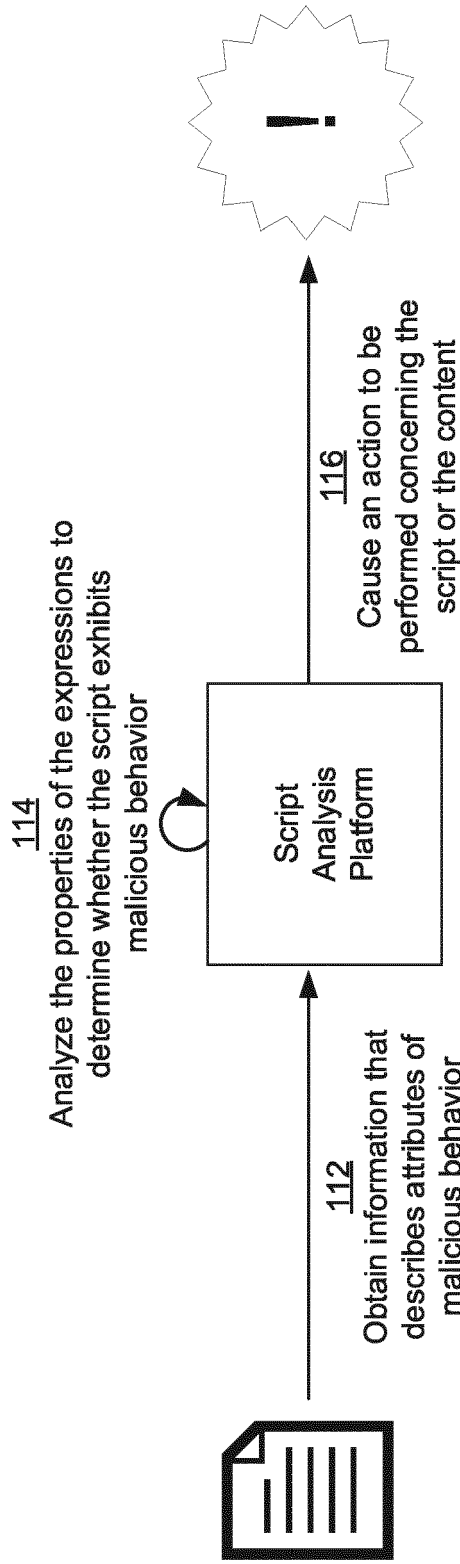 114
Analyze the properties of the expressions to
determine whether the script exhibits
malicious behavior
Script
Analysis
Platform
112
Obtain information that
describes attributes of
malicious behavior
116
Cause an action to be
performed concerning the
script or the content
!